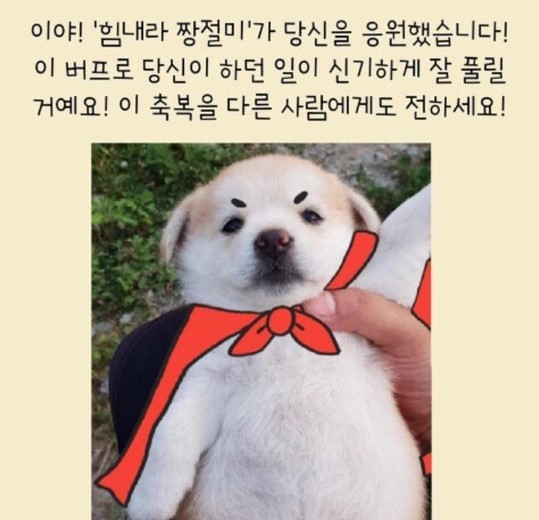 이야! '힘내라 짱절미'가 당신을 응원했습니다!
이 버프로 당신이 하던 일이 신기하게 잘 풀릴
거예요! 이 축복을 다른 사람에게도 전하세요!